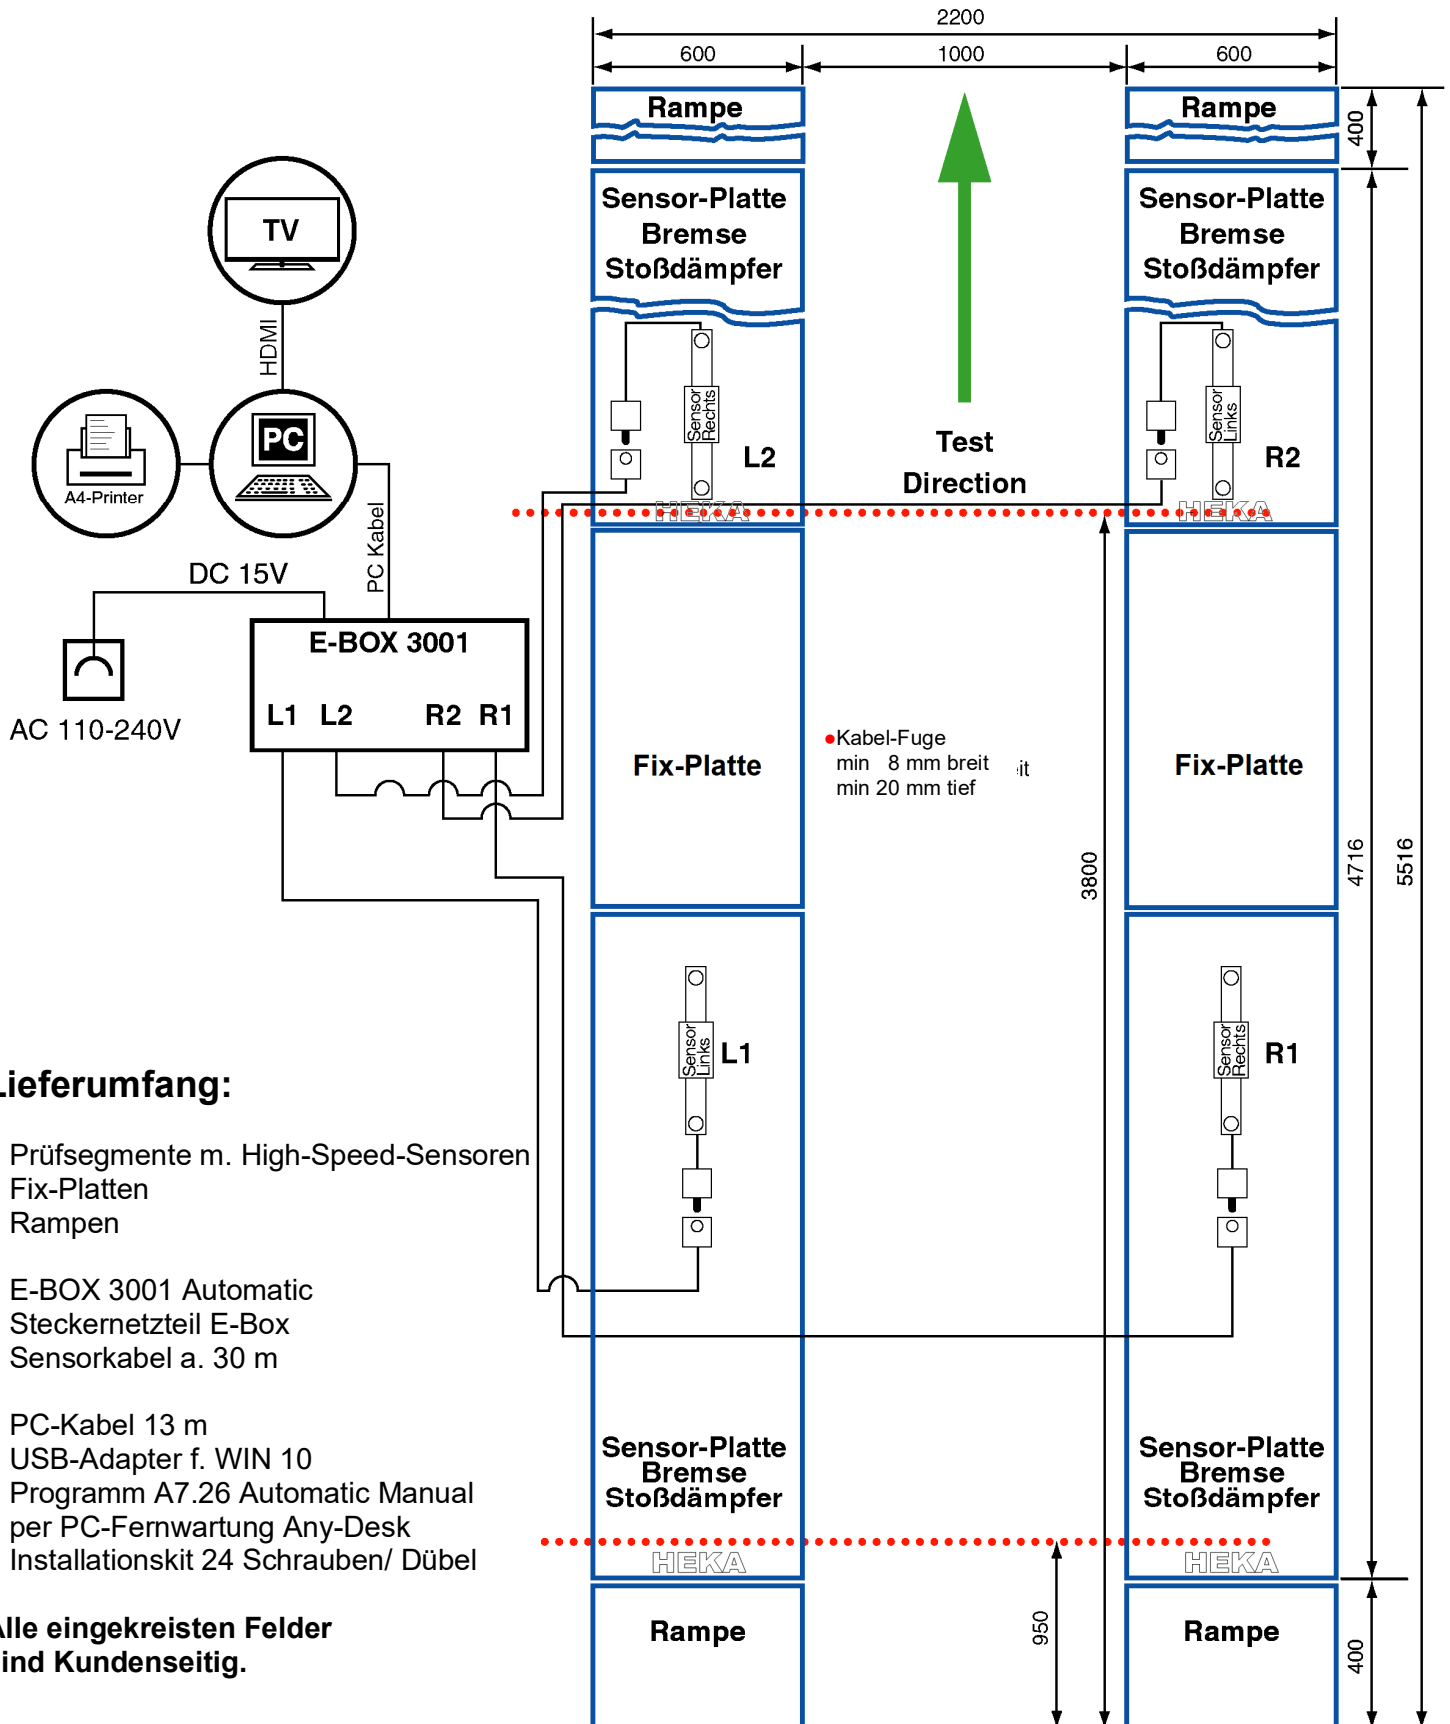 2200
600
1000
600
Rampe
Rampe
400
Sensor-Platte
Bremse
Stoßdämpfer
Sensor-Platte
Bremse
Stoßdämpfer
TV
HDMI
PC
A4-Printer
PC Kabel
Sensor
Rechts
L2
Test
Direction
Sensor
Links
R2
HEKA
HEKA
DC 15V
AC 110-240V
E-BOX 3001
L1 L2 R2 R1
Fix-Platte
•Kabel-Fuge
min 8 mm breit
it
min 20 mm tief
Fix-Platte
3800
4716
5516
Sensor
Links
L1
Sensor
Rechts
R1
Lieferumfang:
Prüfsegmente m. High-Speed-Sensoren
Fix-Platten
Rampen
E-BOX 3001 Automatic
Steckernetzteil E-Box
Sensorkabel a. 30 m
PC-Kabel 13 m
USB-Adapter f. WIN 10
Programm A7.26 Automatic Manual
per PC-Fernwartung Any-Desk
Installationskit 24 Schrauben/ Dübel
Alle eingekreisten Felder
sind Kundenseitig.
Sensor-Platte
Bremse
Stoßdämpfer
Sensor-Platte
Bremse
Stoßdämpfer
HEKA
HEKA
Rampe
950
Rampe
400